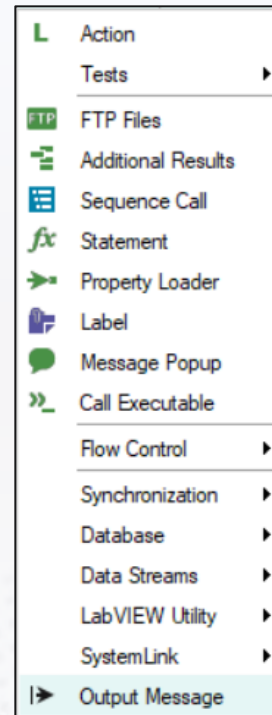 L Action
Tests
FTP FTP Files
Additional Results
Sequence Call
fx Statement
Property Loader
Label
Message Popup
Call Executable
Flow Control
Synchronization
Database
Data Streams
LabVIEW Utility
SystemLink
Output Message